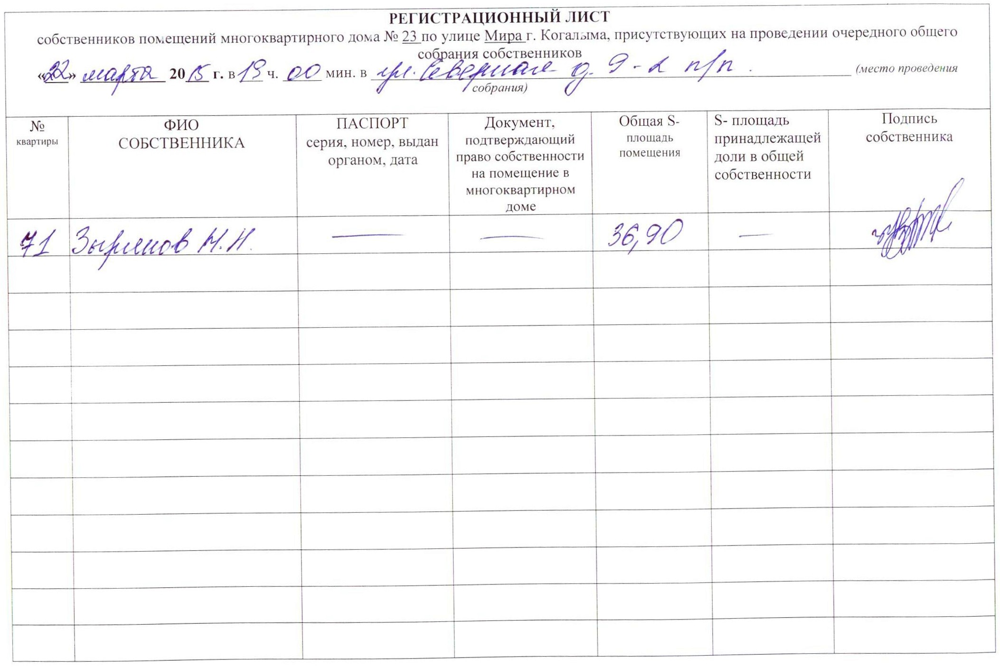 РЕГИСТРАЦИОННЫЙ ЛИСТ
собственников помещений многоквартирного дома № 23 по улице Мира г. Когалыма, присутствующих на проведении очередного общего
собрания собственников
«22» марта 2015 г. в 19 ч. 00 мин. в ул. Северная д. 9 - 2 п/п . (место проведения
собрания)
№
квартиры
ФИО
СОБСТВЕННИКА
ПАСПОРТ
серия, номер, выдан
органом, дата
Документ,
подтверждающий
право собственности
на помещение в
многоквартирном
доме
Общая S-
площадь
помещения
S- площадь
принадлежащей
доли в общей
собственности
Подпись
собственника
71 Зырянов Н.Н. — — 36,90 —